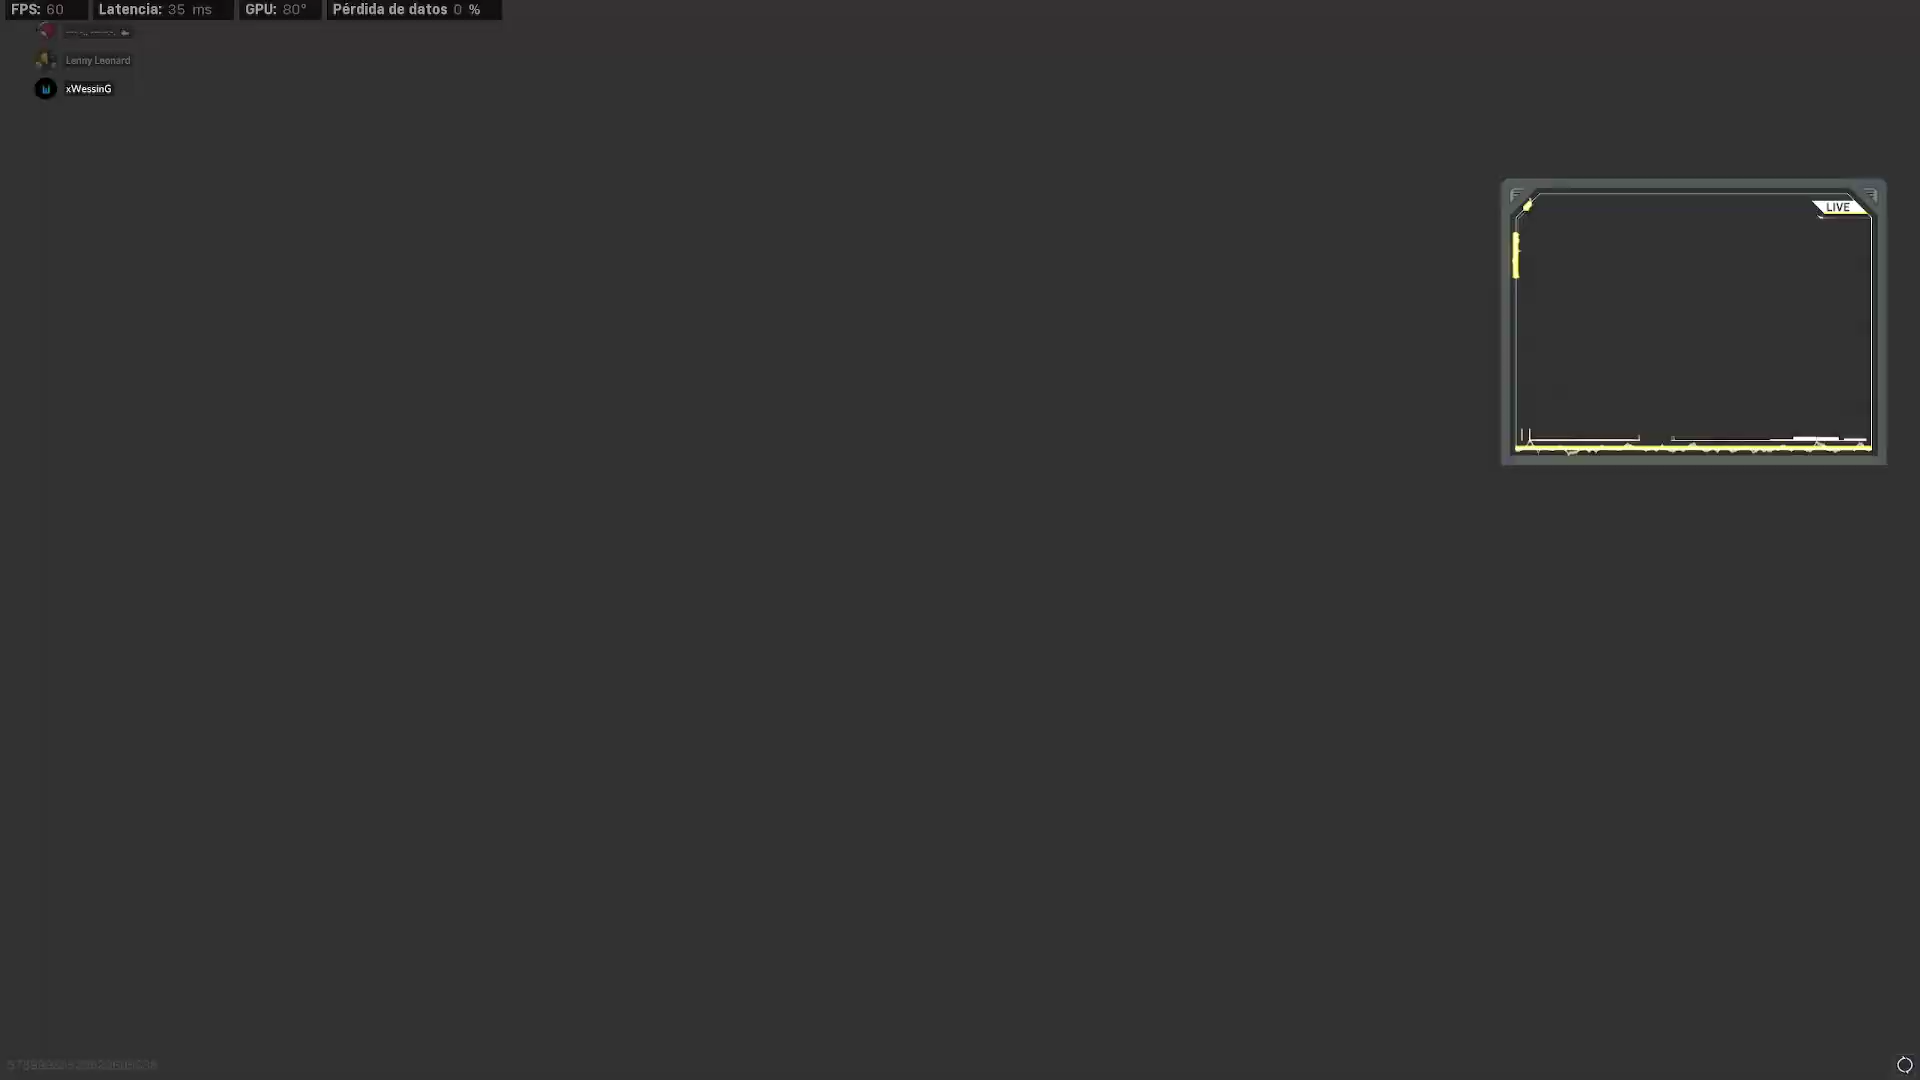 FPS: 60 Latencia: 35 ms GPU: 80° Pérdida de datos 0 %
Lenny Leonard
xWessinG
LIVE